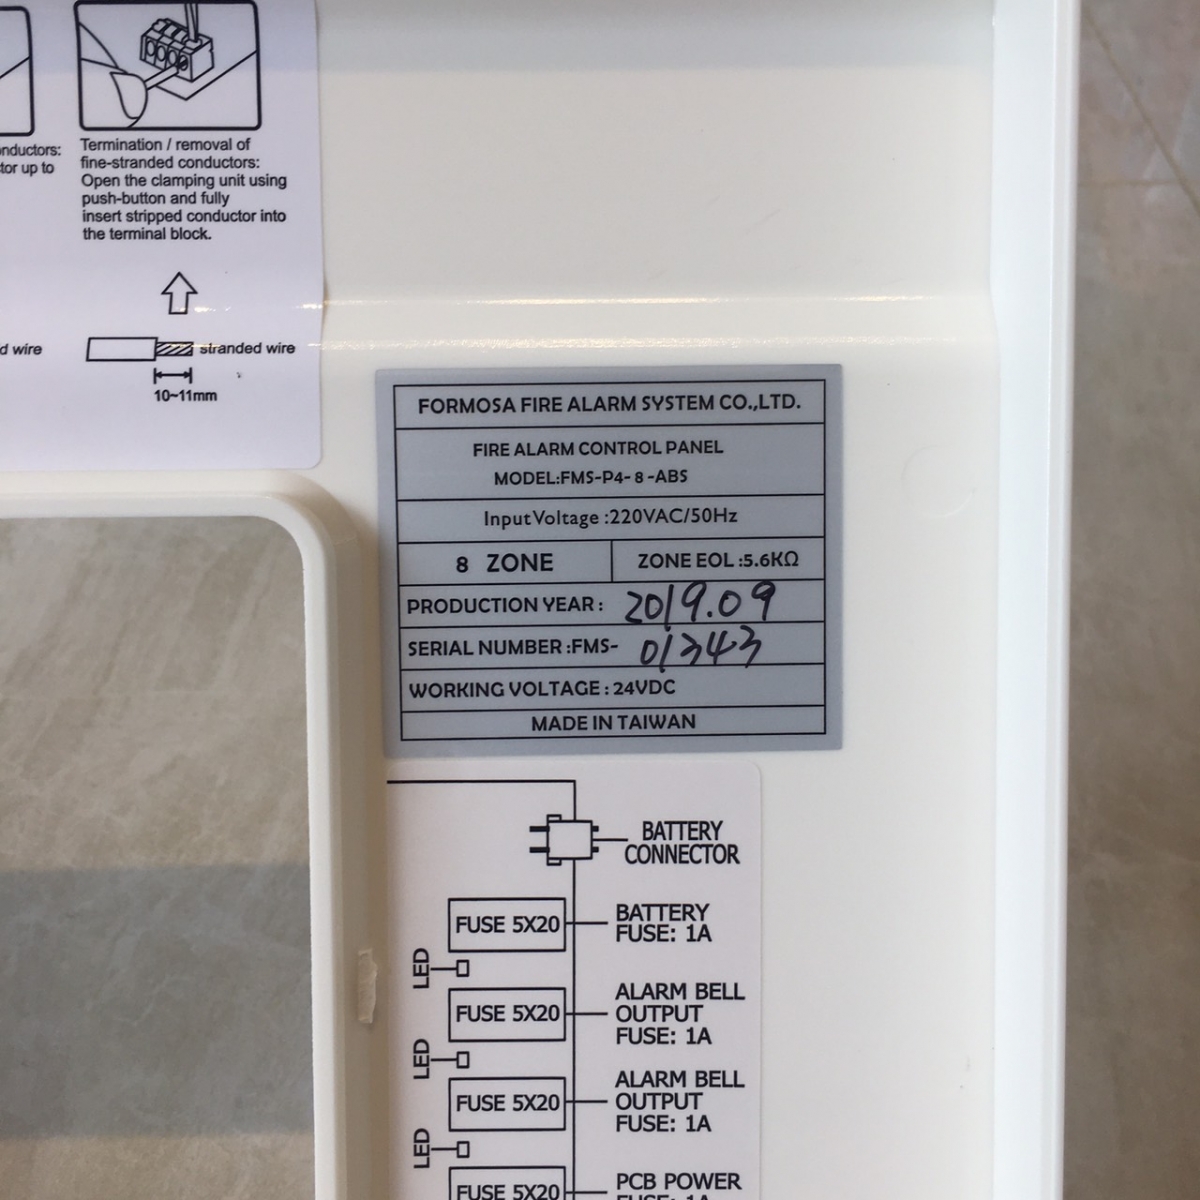 onductors:
tor up to
d wire
Termination / removal of
fine-stranded conductors:
Open the clamping unit using
push-button and fully
insert stripped conductor into
the terminal block.
stranded wire
10~11mm
FORMOSA FIRE ALARM SYSTEM CO.,LTD.
FIRE ALARM CONTROL PANEL
MODEL:FMS-P4-8-ABS
Input Voltage :220VAC/50Hz
8 ZONE
ZONE EOL :5.6KΩ
PRODUCTION YEAR : 2019.09
SERIAL NUMBER :FMS- 01343
WORKING VOLTAGE : 24VDC
MADE IN TAIWAN
BATTERY
CONNECTOR
FUSE 5X20
BATTERY
FUSE: 1A
LED
FUSE 5X20
ALARM BELL
OUTPUT
FUSE: 1A
LED
FUSE 5X20
ALARM BELL
OUTPUT
FUSE: 1A
LED
FUSE 5X20
PCB POWER
FUSE: 1A